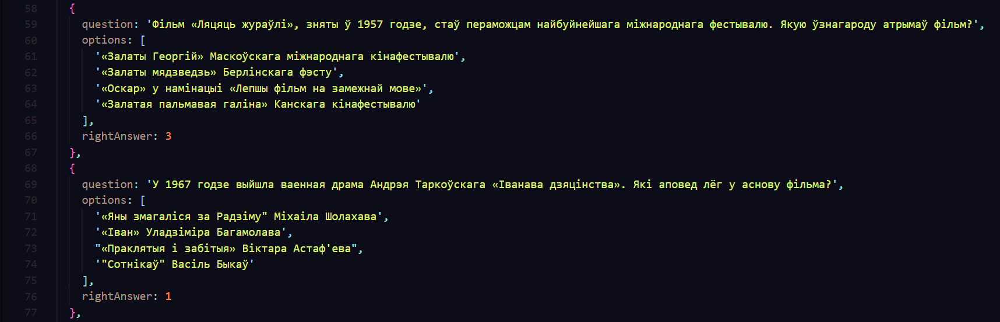 58 {
59 question: 'Фільм «Ляцяць жураўлі», зняты ў 1957 годзе, стаў пераможцам найбуйнейшага міжнароднага фестывалю. Якую ўзнагароду атрымаў фільм?',
60 options: [
61 '«Залаты Георгій» Маскоўскага міжнароднага кінафестывалю',
62 '«Залаты мядзведзь» Берлінскага фэсту',
63 '«Оскар» у намінацыі «Лепшы фільм на замежнай мове»',
64 '«Залатая пальмавая галіна» Канскага кінафестывалю'
65 ],
66 rightAnswer: 3
67 },
68 {
69 question: 'У 1967 годзе выйшла ваенная драма Андрэя Таркоўскага «Іванава дзяцінства». Які аповед лёг у аснову фільма?',
70 options: [
71 '«Яны змагаліся за Радзіму" Міхаіла Шолахава',
72 '«Іван» Уладзіміра Багамолава',
73 "«Праклятыя і забітыя» Віктара Астаф'ева",
74 '"Сотнікаў" Васіль Быкаў'
75 ],
76 rightAnswer: 1
77 },